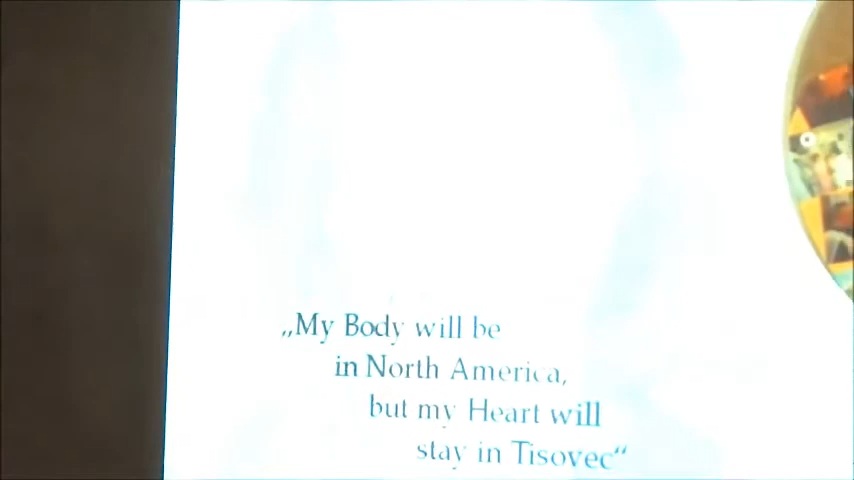 „My Body will be
in North America,
but my Heart will
stay in Tisovec“